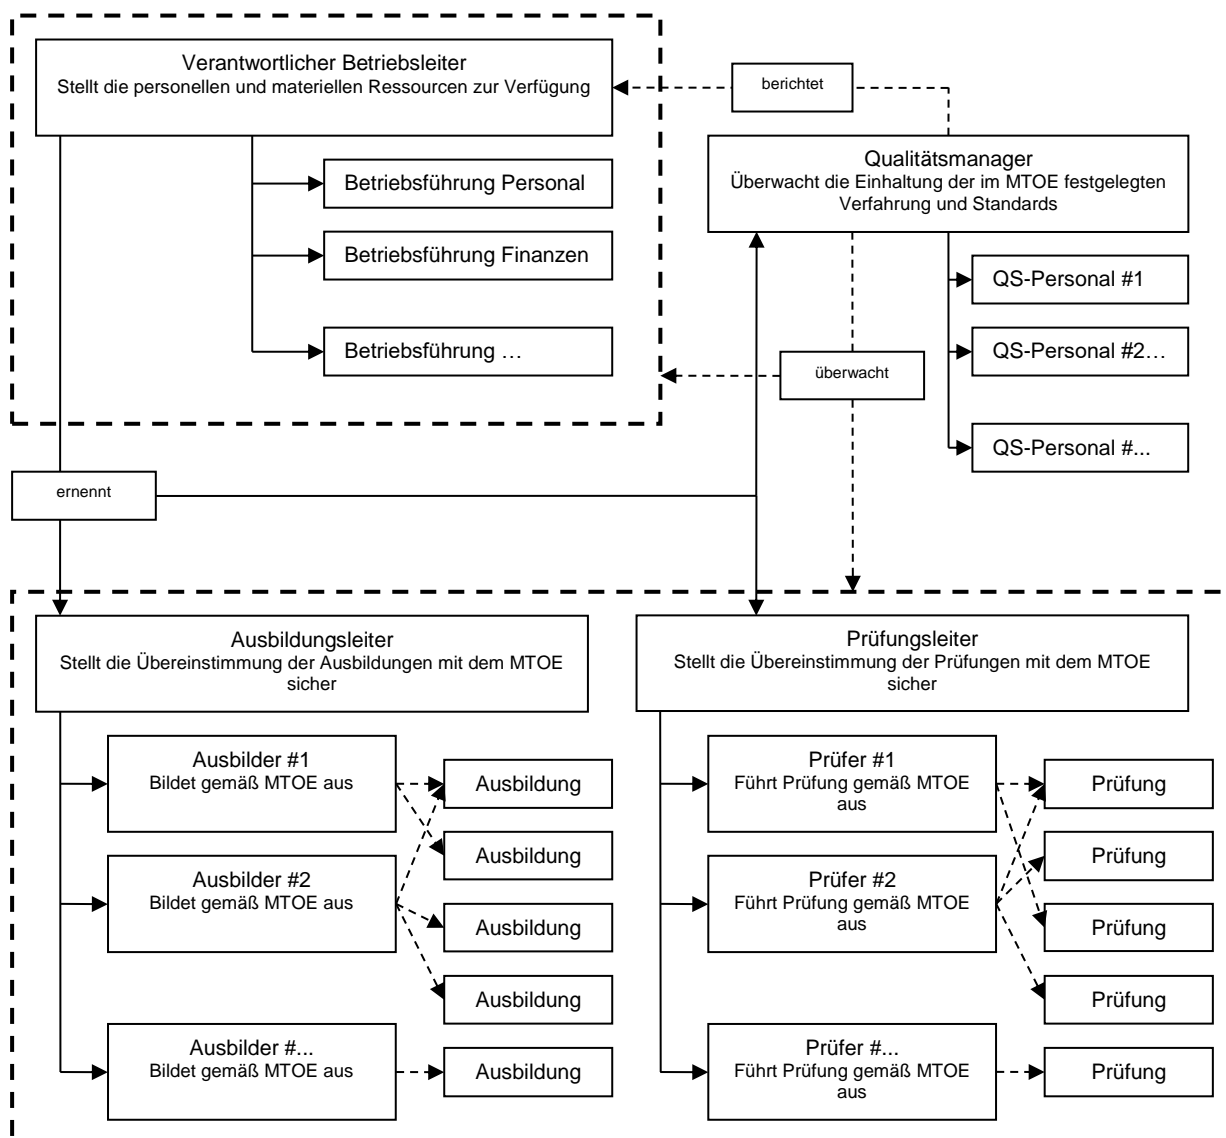 Verantwortlicher Betriebsleiter
Stellt die personellen und materiellen Ressourcen zur Verfügung
berichtet
Betriebsführung Personal
Betriebsführung Finanzen
Betriebsführung …
Qualitätsmanager
Überwacht die Einhaltung der im MTOE festgelegten
Verfahrung und Standards
QS-Personal #1
QS-Personal #2…
QS-Personal #...
überwacht
ernennt
Ausbildungsleiter
Stellt die Übereinstimmung der Ausbildungen mit dem MTOE
sicher
Ausbilder #1
Bildet gemäß MTOE aus
Ausbilder #2
Bildet gemäß MTOE aus
Ausbilder #...
Bildet gemäß MTOE aus
Ausbildung
Ausbildung
Ausbildung
Ausbildung
Ausbildung
Prüfungsleiter
Stellt die Übereinstimmung der Prüfungen mit dem MTOE
sicher
Prüfer #1
Führt Prüfung gemäß MTOE
aus
Prüfer #2
Führt Prüfung gemäß MTOE
aus
Prüfer #...
Führt Prüfung gemäß MTOE
aus
Prüfung
Prüfung
Prüfung
Prüfung
Prüfung